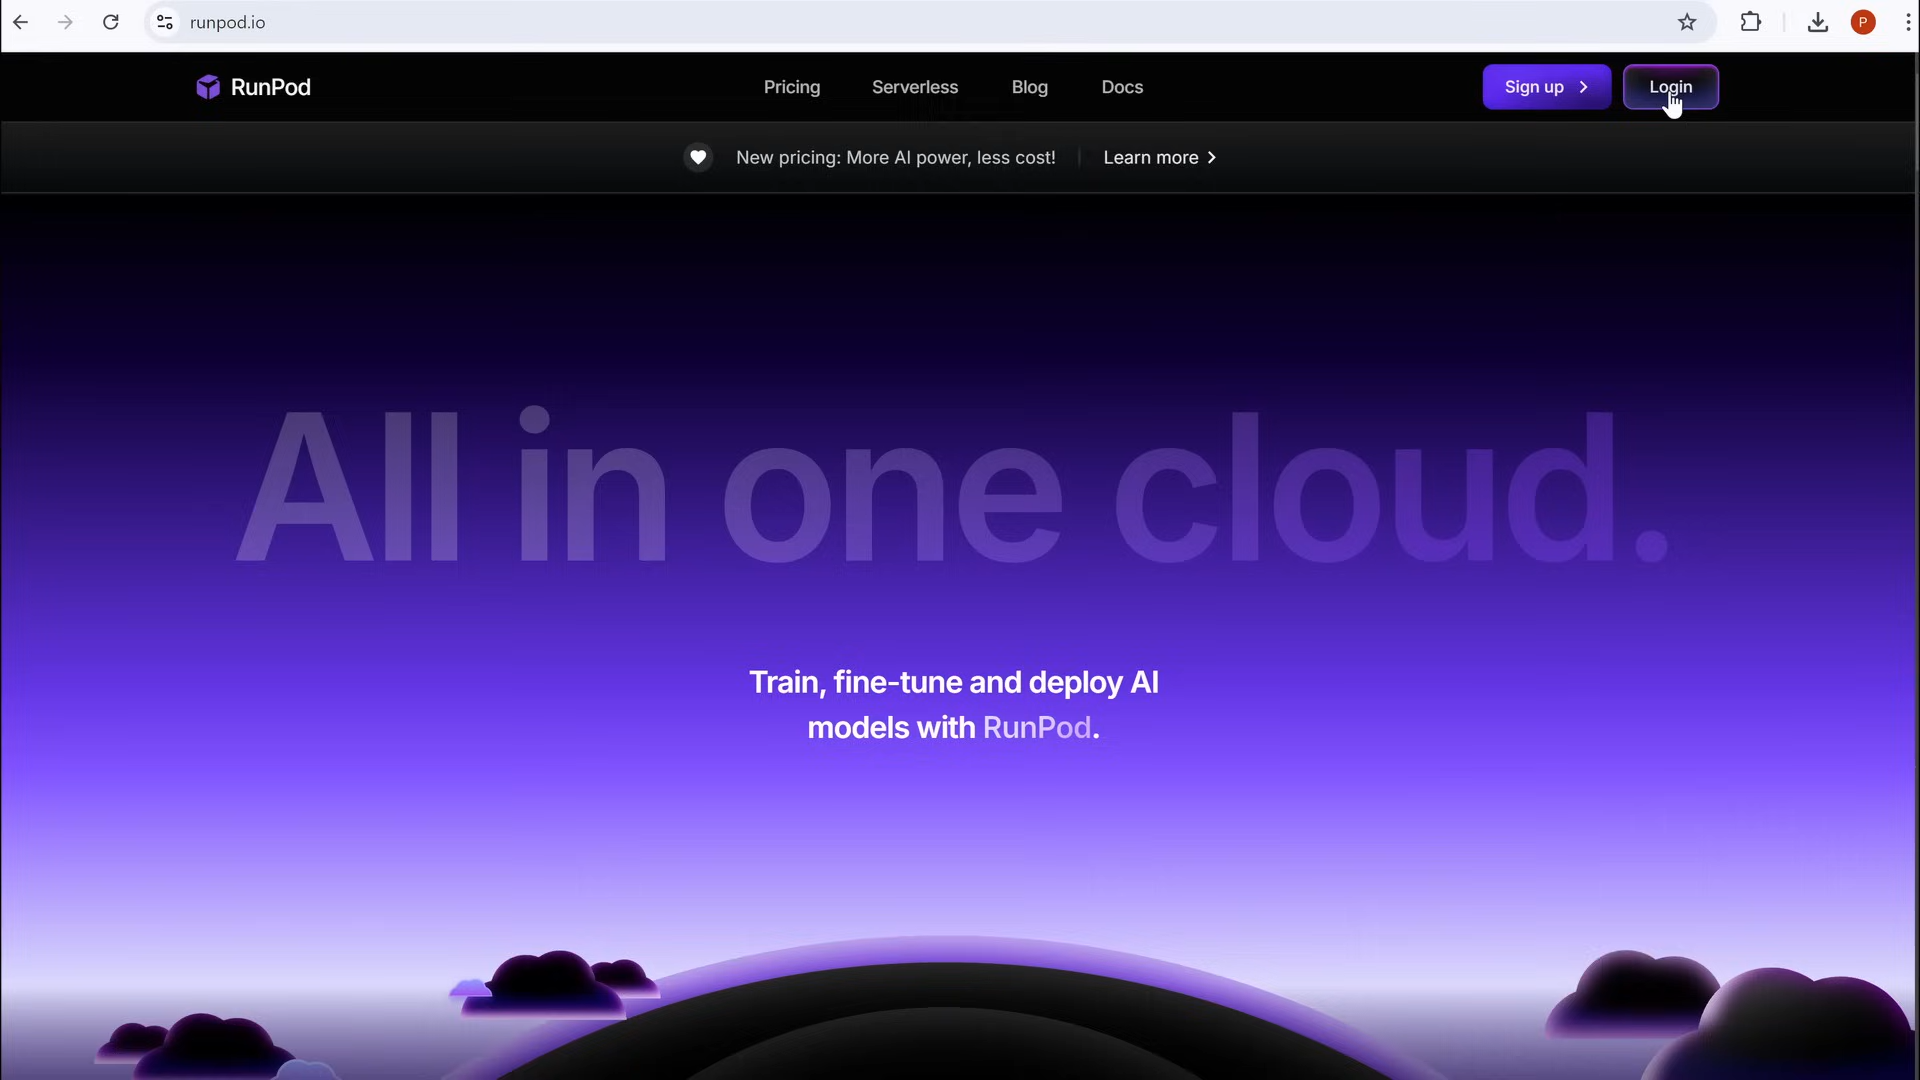 runpod.io
P
RunPod
Pricing
Serverless
Blog
Docs
Sign up
Login
New pricing: More AI power, less cost!
Learn more
All in one cloud.
Train, fine-tune and deploy AI
models with RunPod.